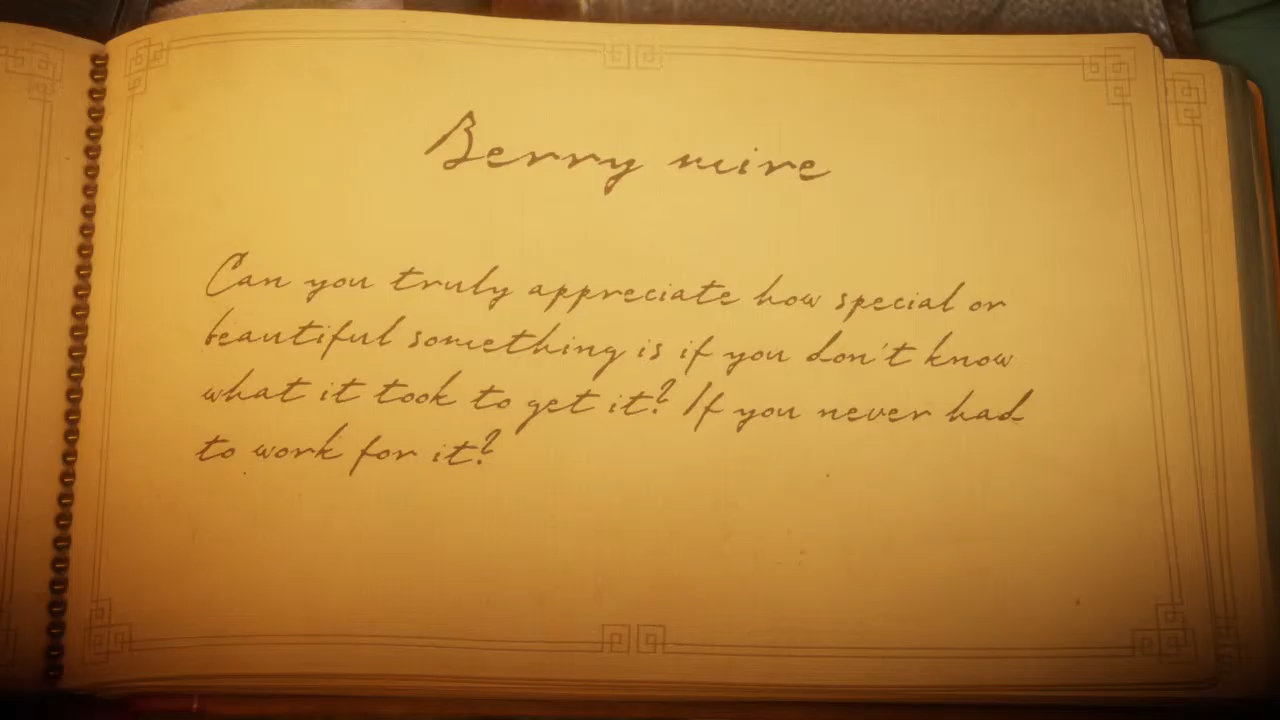 Berry mire
Can you truly appreciate how special or
beautiful something is if you don't know
what it took to get it? If you never had
to work for it?